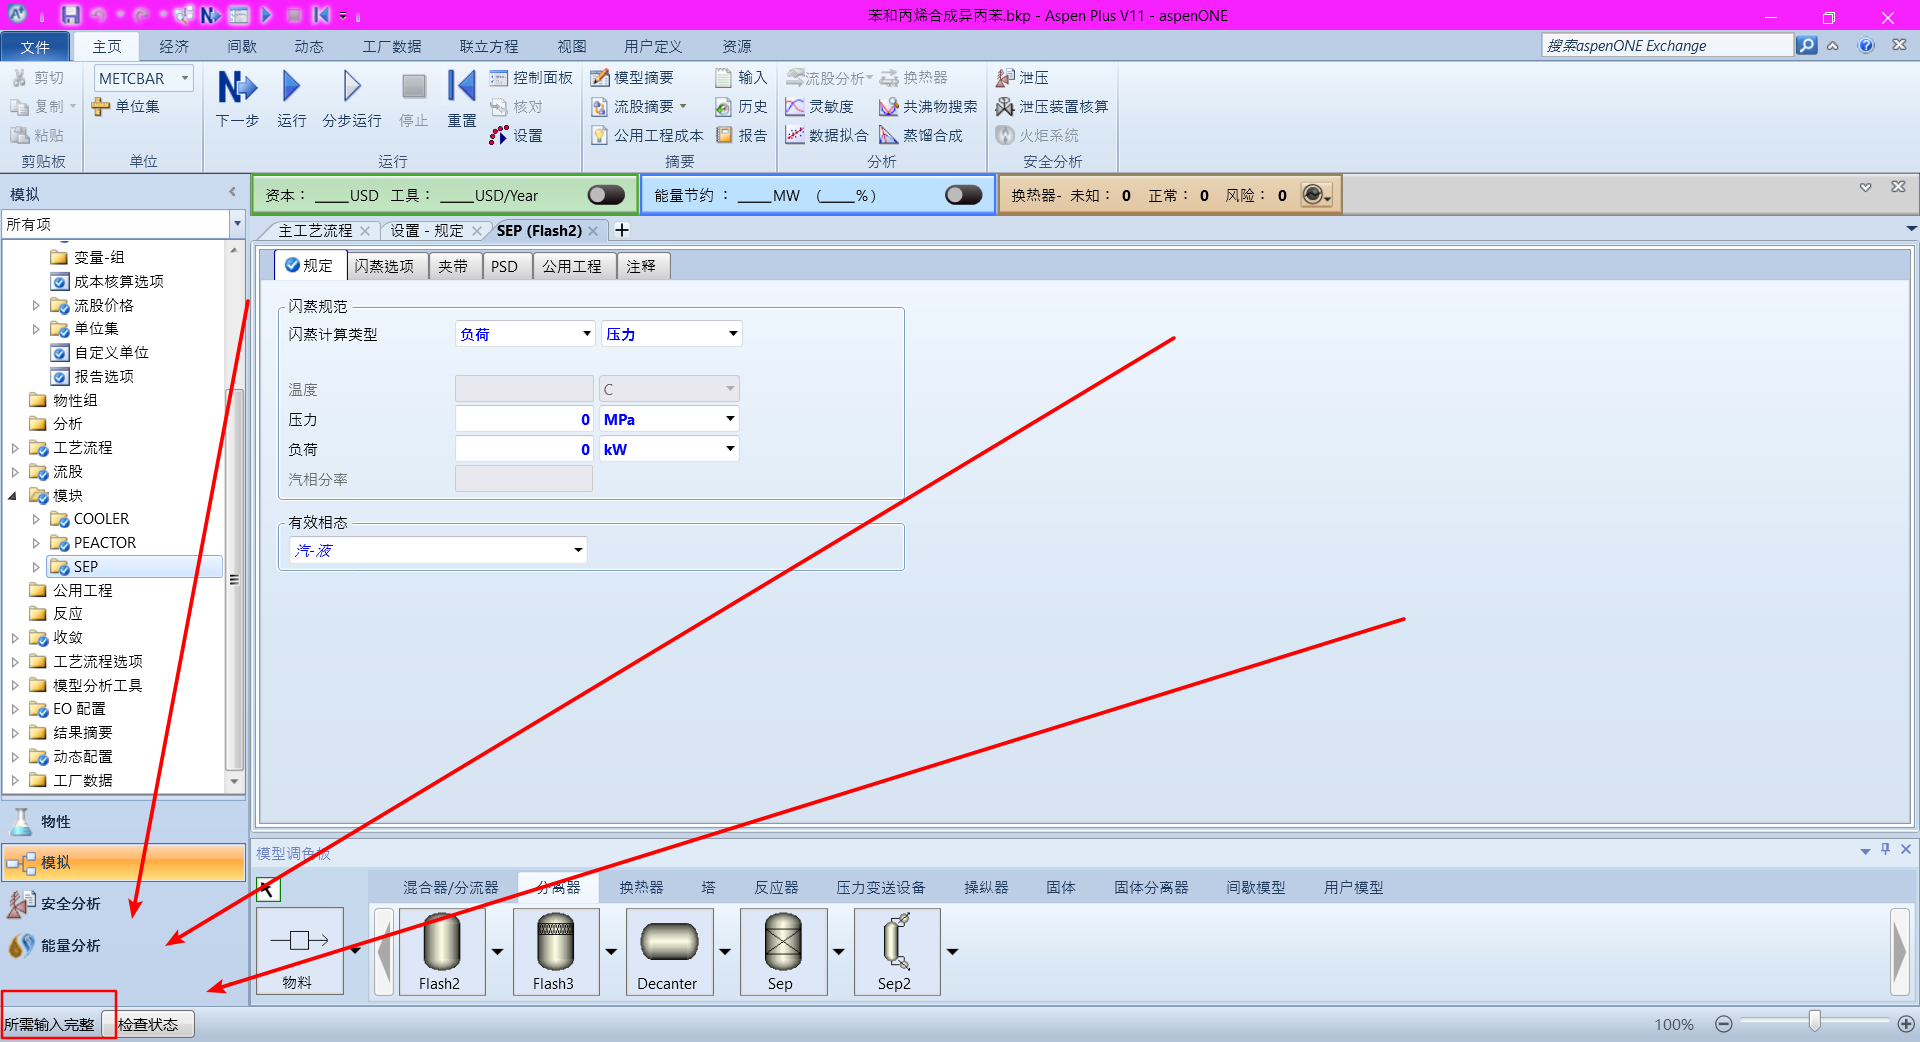 苯和丙烯合成异丙苯.bkp - Aspen Plus V11 - aspenONE
文件 主页 经济 间歇 动态 工厂数据 联立方程 视图 用户定义 资源
搜索aspenONE Exchange
剪切
复制
粘贴
剪贴板
METCBAR
单位集
单位
下一步 运行 分步运行 停止 重置
控制面板
核对
设置
运行
模型摘要
流股摘要
公用工程成本
输入
历史
报告
摘要
流股分析
灵敏度
数据拟合
换热器
共沸物搜索
蒸馏合成
分析
泄压
泄压装置核算
火炬系统
安全分析
模拟
所有项
资本： ____USD 工具： ____USD/Year
能量节约： ____MW (____%)
换热器- 未知： 0 正常： 0 风险： 0
主工艺流程 设置 - 规定 SEP (Flash2) +
变量-组
成本核算选项
流股价格
单位集
自定义单位
报告选项
物性组
分析
工艺流程
流股
模块
COOLER
PEACTOR
SEP
公用工程
反应
收敛
工艺流程选项
模型分析工具
EO 配置
结果摘要
动态配置
工厂数据
物性
模拟
安全分析
能量分析
规定 闪蒸选项 夹带 PSD 公用工程 注释
闪蒸规范
闪蒸计算类型 负荷 压力
温度 C
压力 0 MPa
负荷 0 kW
汽相分率
有效相态
汽-液
模型调色板
混合器/分流器 分离器 换热器 塔 反应器 压力变送设备 操纵器 固体 固体分离器 间歇模型 用户模型
物料 Flash2 Flash3 Decanter Sep Sep2
所需输入完整 检查状态
100%